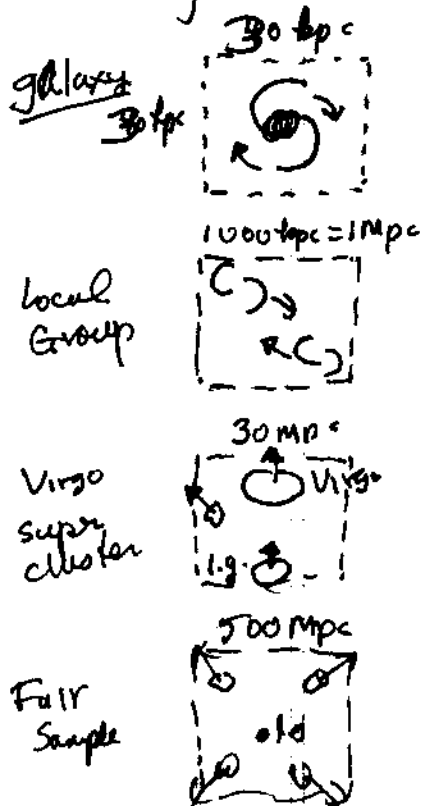 30 kpc
galaxy
30 kpc
1000 kpc = 1 Mpc
Local
Group
30 Mpc
Virgo
Virgo
super
cluster
l.g.
500 Mpc
Fair
Sample